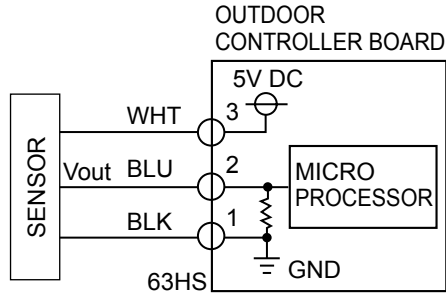 OUTDOOR
CONTROLLER BOARD
5V DC
WHT 3
Vout BLU 2
SENSOR
MICRO
PROCESSOR
BLK 1
63HS
GND